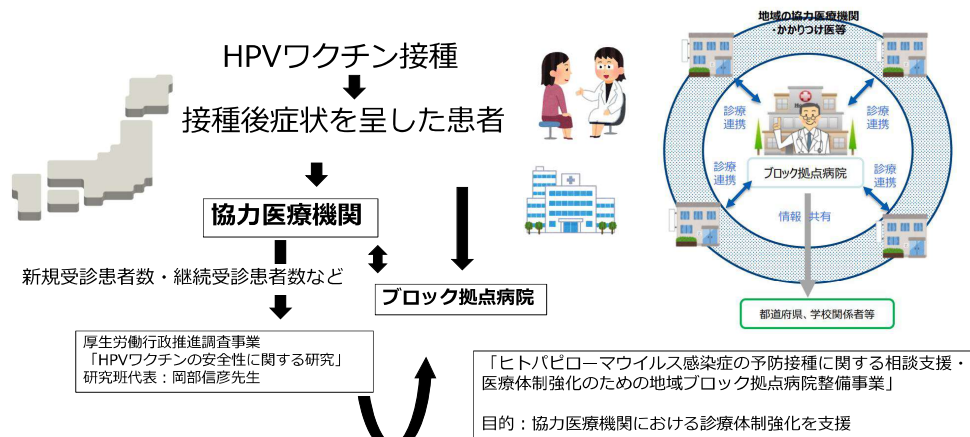 HPVワクチン接種
接種後症状を呈した患者
協力医療機関
新規受診患者数・継続受診患者数など
ブロック拠点病院
厚生労働行政推進調査事業
「HPVワクチンの安全性に関する研究」
研究班代表：岡部信彦先生
地域の協力医療機関
・かかりつけ医等
診療
連携
診療
連携
診療
連携
診療
連携
ブロック拠点病院
情報 共有
都道府県、学校関係者等
「ヒトパピローマウイルス感染症の予防接種に関する相談支援・
医療体制強化のための地域ブロック拠点病院整備事業」
目的：協力医療機関における診療体制強化を支援